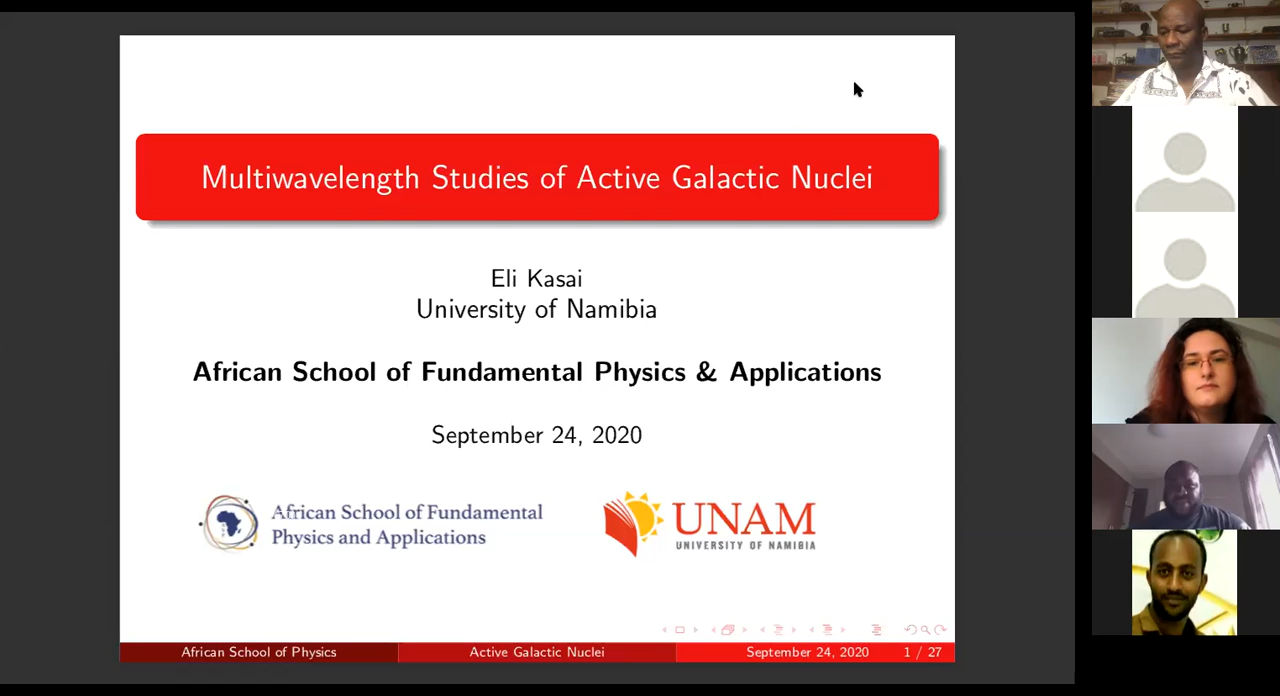 Multiwavelength Studies of Active Galactic Nuclei
Eli Kasai
University of Namibia
African School of Fundamental Physics & Applications
September 24, 2020
African School of Fundamental
Physics and Applications
UNAM
UNIVERSITY OF NAMIBIA
African School of Physics
Active Galactic Nuclei
September 24, 2020
1 / 27